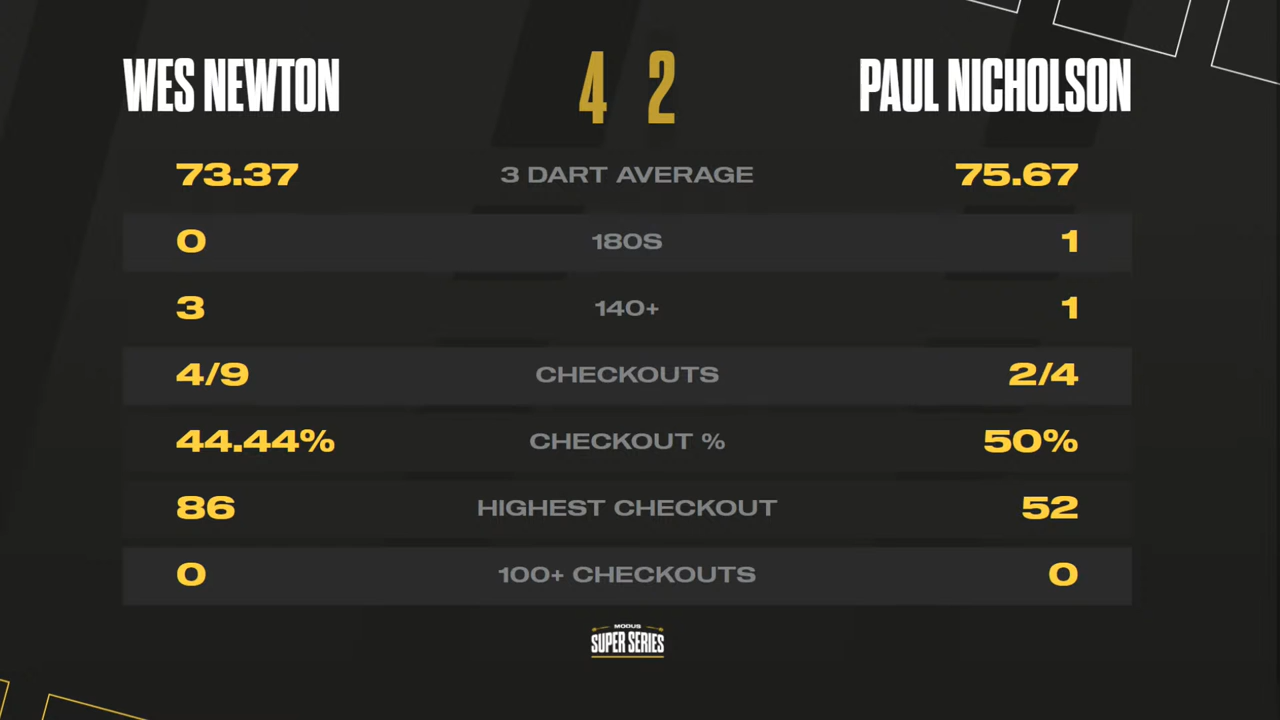 WES NEWTON 4 2 PAUL NICHOLSON
73.37 3 DART AVERAGE 75.67
0 180S 1
3 140+ 1
4/9 CHECKOUTS 2/4
44.44% CHECKOUT % 50%
86 HIGHEST CHECKOUT 52
0 100+ CHECKOUTS 0
MODUS
SUPER SERIES